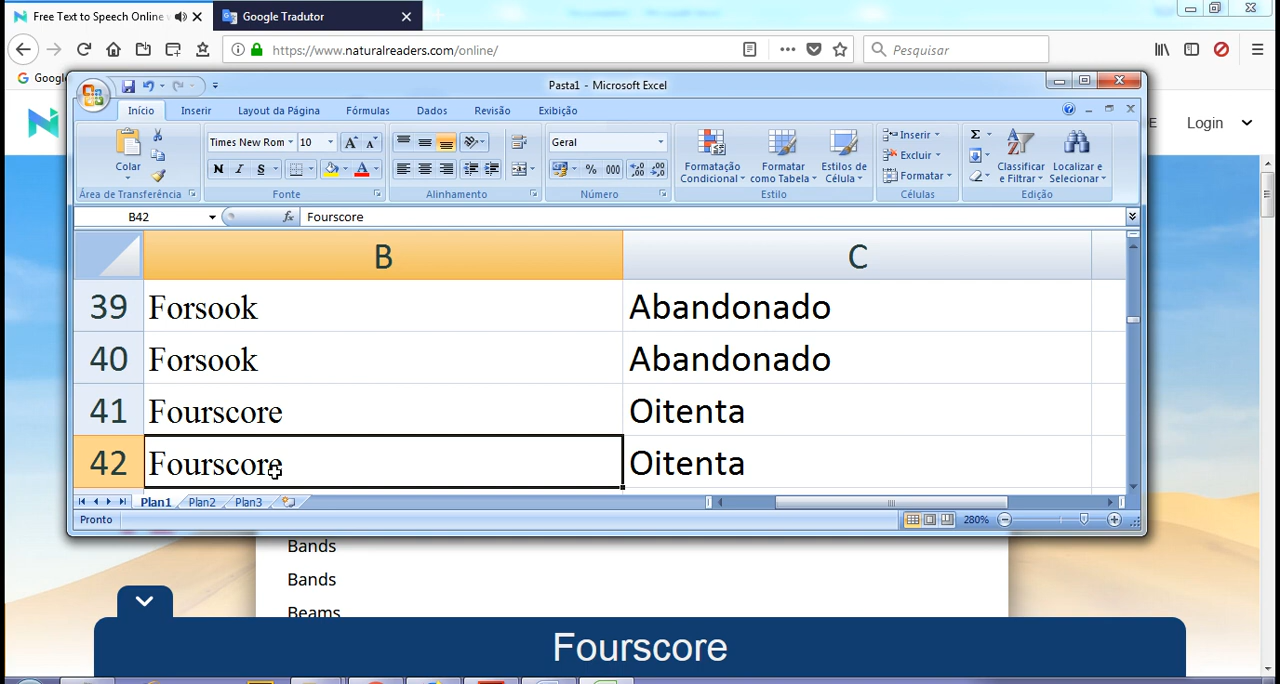 Free Text to Speech Online
Google Tradutor
https://www.naturalreaders.com/online/
Pesquisar
Login
Pasta1 - Microsoft Excel
Início Inserir Layout da Página Fórmulas Dados Revisão Exibição
Colar
Área de Transferência
Times New Rom 10
N I S
Fonte
Alinhamento
Geral
% 000
Número
Formatação Condicional
Formatar como Tabela
Estilos de Célula
Estilo
Inserir
Excluir
Formatar
Células
Classificar e Filtrar
Localizar e Selecionar
Edição
B42 fx Fourscore
B C
39 Forsook Abandonado
40 Forsook Abandonado
41 Fourscore Oitenta
42 Fourscore Oitenta
Plan1 Plan2 Plan3
Pronto 280%
Bands
Bands
Beams
Fourscore